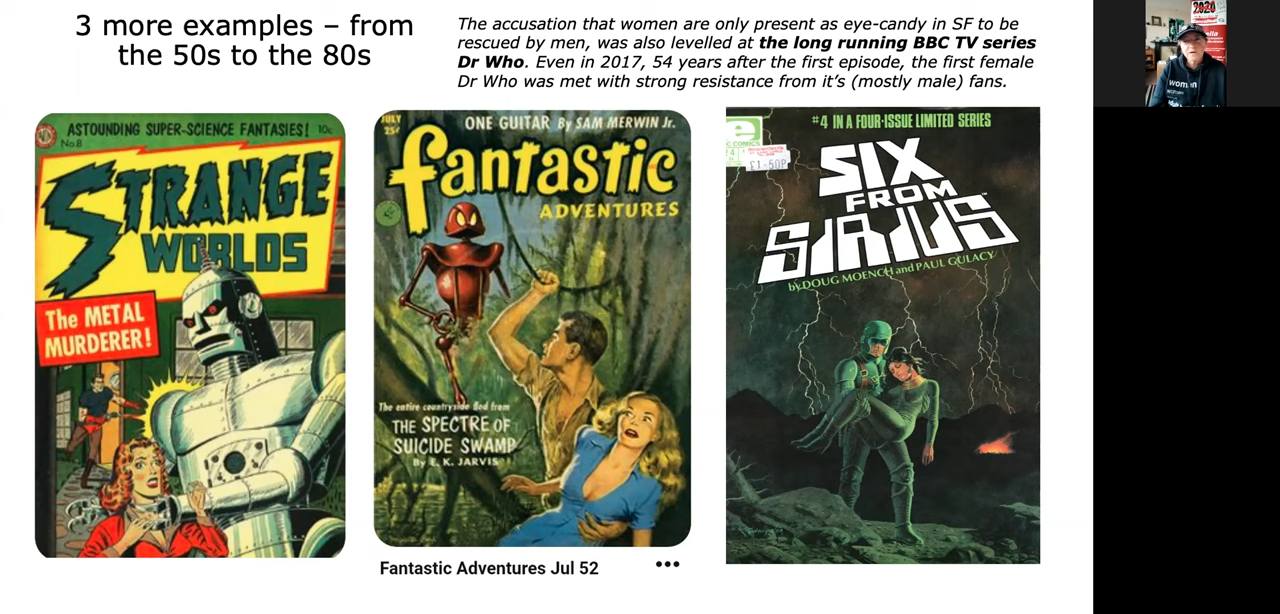 3 more examples – from
the 50s to the 80s
The accusation that women are only present as eye-candy in SF to be
rescued by men, was also levelled at the long running BBC TV series
Dr Who. Even in 2017, 54 years after the first episode, the first female
Dr Who was met with strong resistance from it's (mostly male) fans.
ASTOUNDING SUPER-SCIENCE FANTASIES! 10c
No.8
STRANGE
WORLDS
The METAL
MURDERER!
JULY
25¢
ONE GUITAR By SAM MERWIN Jr.
fantastic
ADVENTURES
The entire countryside fled from
THE SPECTRE OF
SUICIDE SWAMP
By E. K. JARVIS
Fantastic Adventures Jul 52
#4 IN A FOUR-ISSUE LIMITED SERIES
COMICS
£1-50P
SIX
FROM
SIRIUS
™
by DOUG MOENCH and PAUL GULACY
2020
ella
women